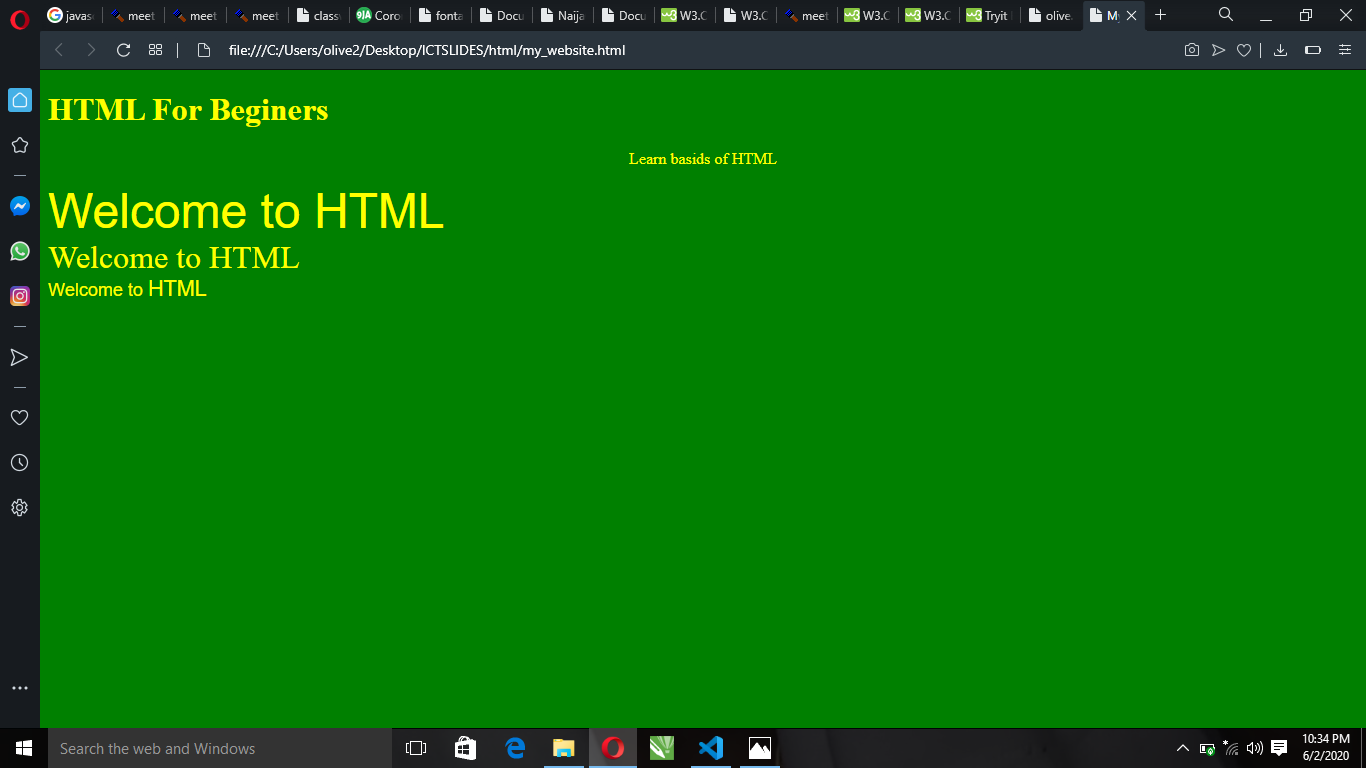 javas
meet
meet
meet
class
9JA Coro
fonta
Docu
Naija
Docu
W3.C
W3.C
meet
W3.C
W3.C
Tryit
olive.
My
file:///C:/Users/olive2/Desktop/ICTSLIDES/html/my_website.html
HTML For Beginers
Learn basids of HTML
Welcome to HTML
Welcome to HTML
Welcome to HTML
Search the web and Windows
10:34 PM
6/2/2020